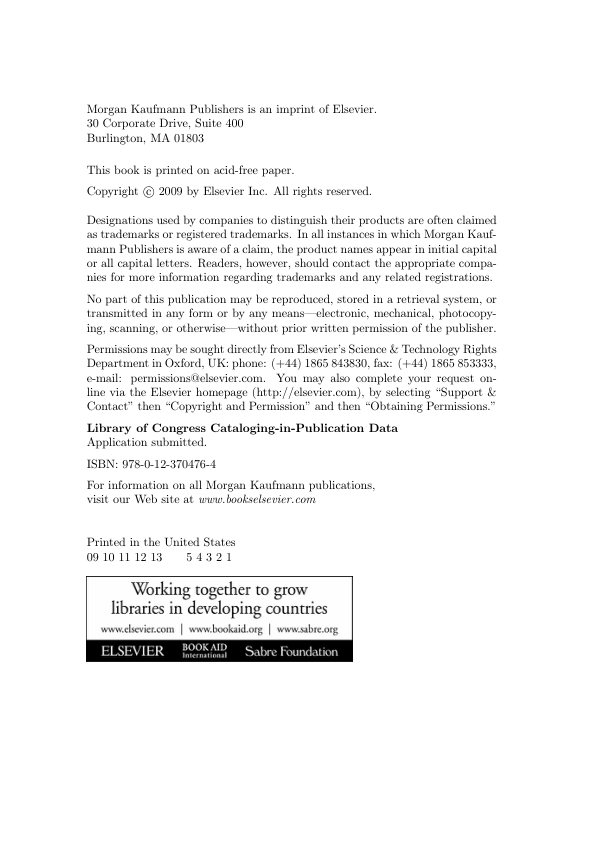 Morgan Kaufmann Publishers is an imprint of Elsevier.
30 Corporate Drive, Suite 400
Burlington, MA 01803
This book is printed on acid-free paper.
Copyright © 2009 by Elsevier Inc. All rights reserved.
Designations used by companies to distinguish their products are often claimed
as trademarks or registered trademarks. In all instances in which Morgan Kauf-
mann Publishers is aware of a claim, the product names appear in initial capital
or all capital letters. Readers, however, should contact the appropriate compa-
nies for more information regarding trademarks and any related registrations.
No part of this publication may be reproduced, stored in a retrieval system, or
transmitted in any form or by any means—electronic, mechanical, photocopy-
ing, scanning, or otherwise—without prior written permission of the publisher.
Permissions may be sought directly from Elsevier's Science & Technology Rights
Department in Oxford, UK: phone: (+44) 1865 843830, fax: (+44) 1865 853333,
e-mail: permissions@elsevier.com. You may also complete your request on-
line via the Elsevier homepage (http://elsevier.com), by selecting “Support &
Contact” then “Copyright and Permission” and then “Obtaining Permissions.”
Library of Congress Cataloging-in-Publication Data
Application submitted.
ISBN: 978-0-12-370476-4
For information on all Morgan Kaufmann publications,
visit our Web site at www.bookselsevier.com
Printed in the United States
09 10 11 12 13 5 4 3 2 1
Working together to grow
libraries in developing countries
www.elsevier.com | www.bookaid.org | www.sabre.org
ELSEVIER BOOK AID International Sabre Foundation